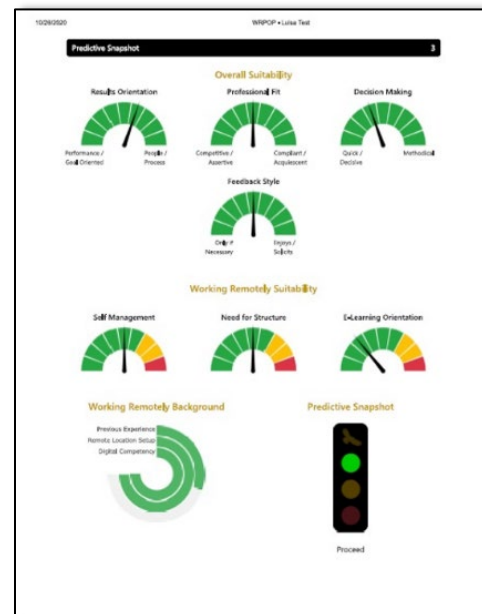 10/29/2020 WRPOP • Luisa Test
Predictive Snapshot 3
Overall Suitability
Results Orientation Professional Fit Decision Making
Performance / People / Competitive / Compliant / Quick / Methodical
Goal Oriented Process Assertive Acquiescent Decisive
Feedback Style
Only if Enjoys /
Necessary Solicits
Working Remotely Suitability
Self Management Need for Structure E-Learning Orientation
Working Remotely Background Predictive Snapshot
Previous Experience
Remote Location Setup
Digital Competency
Proceed